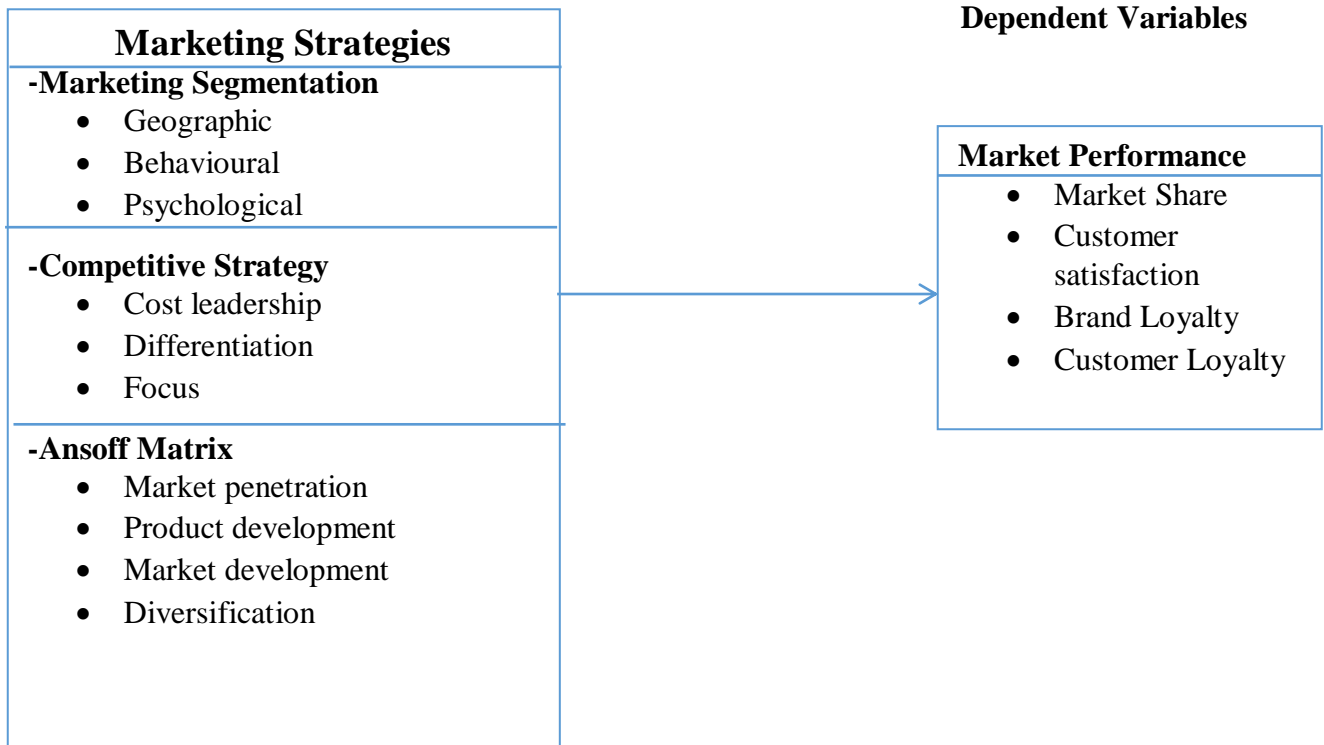 Marketing Strategies
-Marketing Segmentation
• Geographic
• Behavioural
• Psychological
-Competitive Strategy
• Cost leadership
• Differentiation
• Focus
-Ansoff Matrix
• Market penetration
• Product development
• Market development
• Diversification
Dependent Variables
Market Performance
• Market Share
• Customer
satisfaction
• Brand Loyalty
• Customer Loyalty